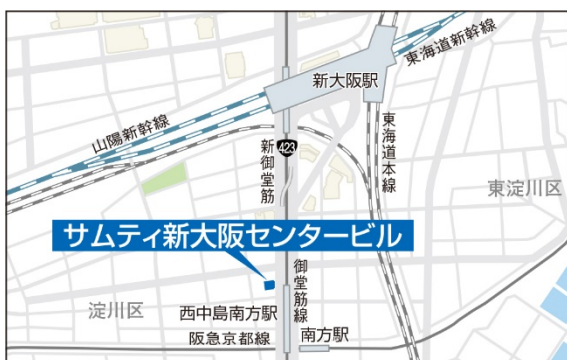 東海道新幹線
新大阪駅
山陽新幹線
423
新御堂筋
東海道本線
東淀川区
サムティ新大阪センタービル
御堂筋線
淀川区
西中島南方駅
阪急京都線
南方駅